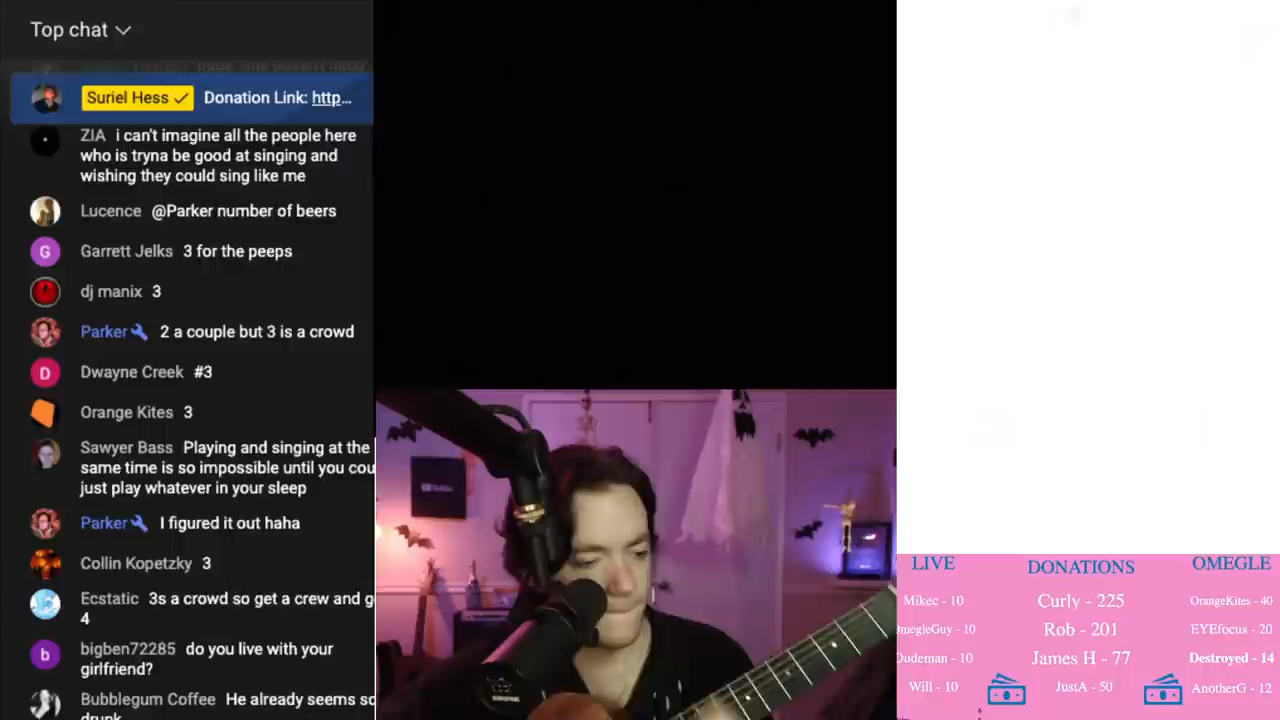 Top chat
Suriel Hess Donation Link: http...
ZIA i can't imagine all the people here
who is tryna be good at singing and
wishing they could sing like me
Lucence @Parker number of beers
G Garrett Jelks 3 for the peeps
dj manix 3
Parker 2 a couple but 3 is a crowd
D Dwayne Creek #3
Orange Kites 3
Sawyer Bass Playing and singing at the
same time is so impossible until you cou
just play whatever in your sleep
Parker I figured it out haha
Collin Kopetzky 3
Ecstatic 3s a crowd so get a crew and g
4
b bigben72285 do you live with your
girlfriend?
Bubblegum Coffee He already seems so
drunk
LIVE
Mikec - 10
OmegleGuy - 10
Dudeman - 10
Will - 10
DONATIONS
Curly - 225
Rob - 201
James H - 77
JustA - 50
OMEGLE
OrangeKites - 40
EYEfocus - 20
Destroyed - 14
AnotherG - 12